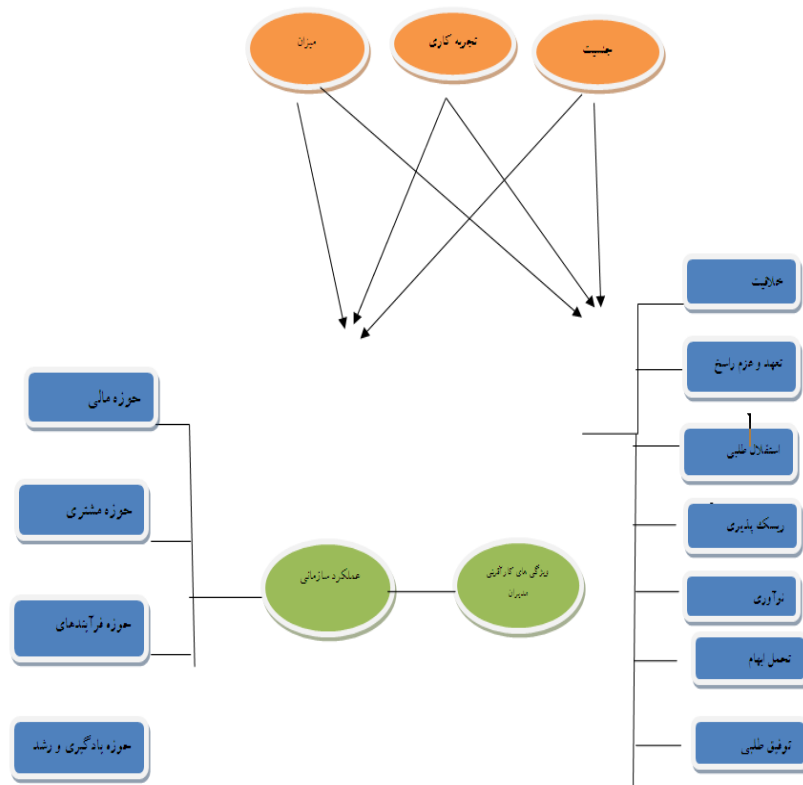 جنسیت
تجربه کاری
میزان
خلاقیت
تعهد و عزم راسخ
استقلال طلبی
ریسک پذیری
نوآوری
تحمل ابهام
توفیق طلبی
ویژگی های کارآفرینی
مدیران
عملکرد سازمانی
حوزه مالی
حوزه مشتری
حوزه فرآیندهای
حوزه یادگیری و رشد